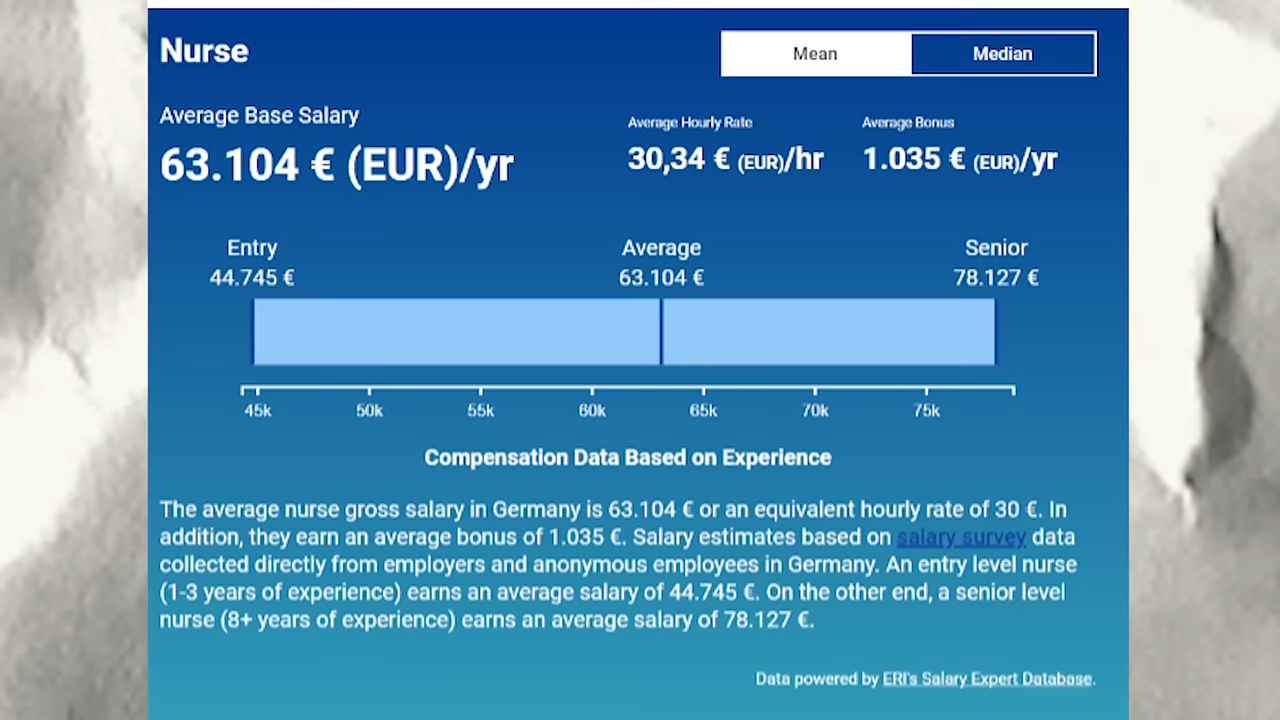 Nurse
Mean
Median
Average Base Salary
63.104 € (EUR)/yr
Average Hourly Rate
30,34 € (EUR)/hr
Average Bonus
1.035 € (EUR)/yr
Entry
44.745 €
Average
63.104 €
Senior
78.127 €
45k 50k 55k 60k 65k 70k 75k
Compensation Data Based on Experience
The average nurse gross salary in Germany is 63.104 € or an equivalent hourly rate of 30 €. In
addition, they earn an average bonus of 1.035 €. Salary estimates based on salary survey data
collected directly from employers and anonymous employees in Germany. An entry level nurse
(1-3 years of experience) earns an average salary of 44.745 €. On the other end, a senior level
nurse (8+ years of experience) earns an average salary of 78.127 €.
Data powered by ERI's Salary Expert Database.